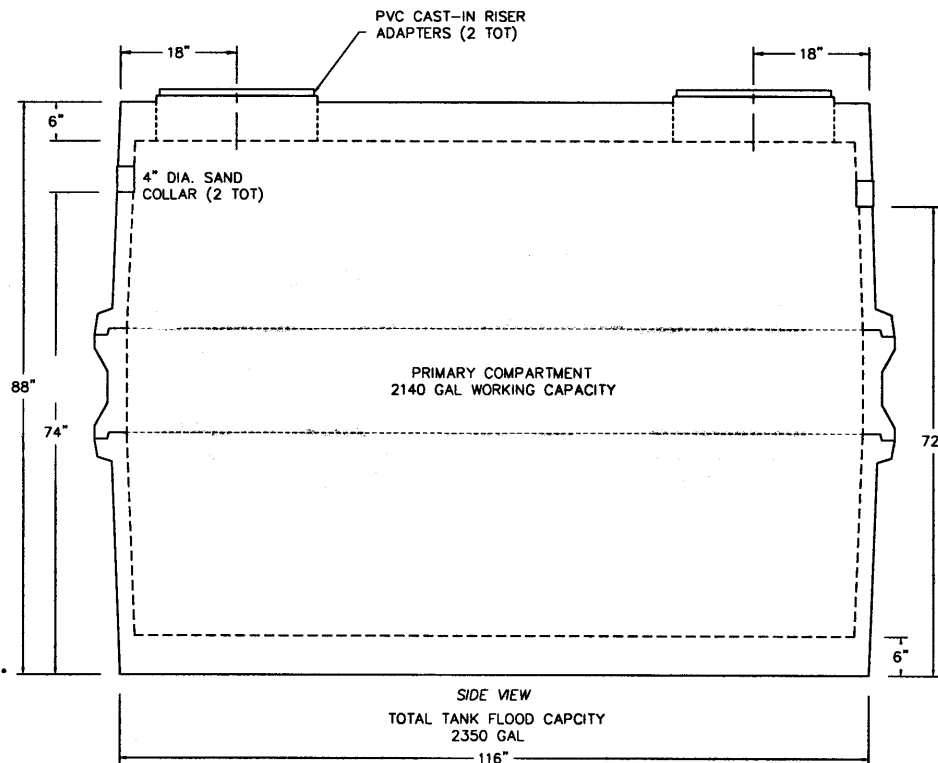 PVC CAST-IN RISER
ADAPTERS (2 TOT)
18"
18"
6"
4" DIA. SAND
COLLAR (2 TOT)
PRIMARY COMPARTMENT
2140 GAL WORKING CAPACITY
88"
74"
72
6"
SIDE VIEW
TOTAL TANK FLOOD CAPCITY
2350 GAL
116"